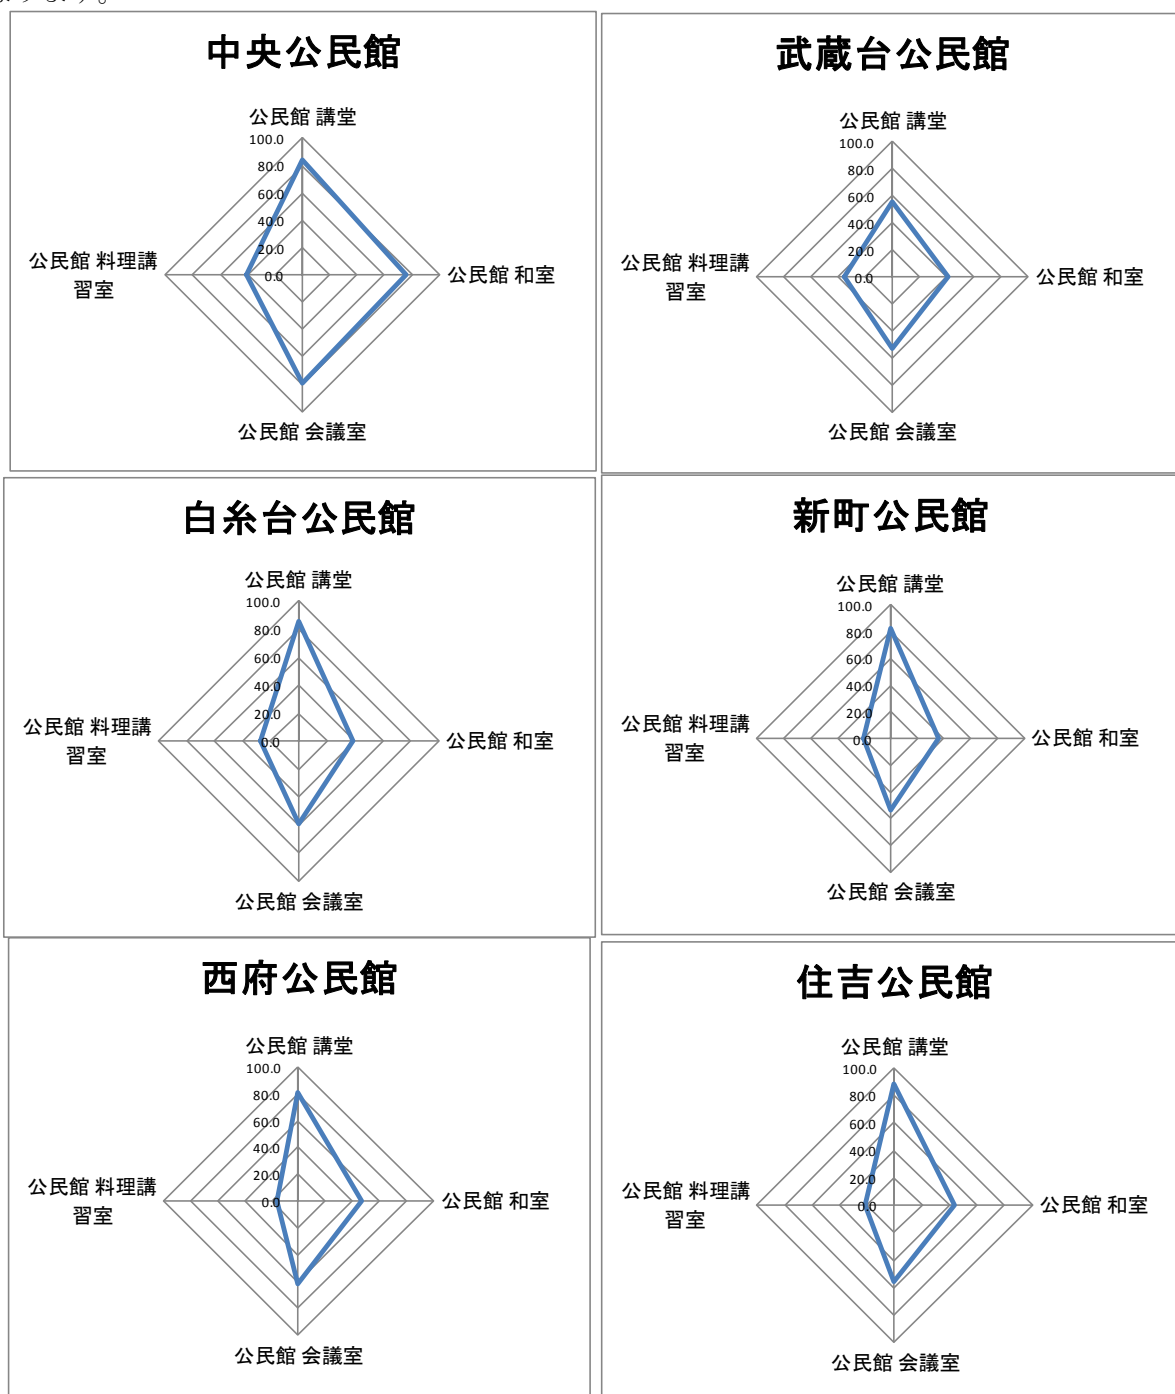 なります。
中央公民館
公民館 講堂
100.0
80.0
60.0
40.0
20.0
0.0
公民館 料理講
習室
公民館 和室
公民館 会議室
武蔵台公民館
公民館 講堂
100.0
80.0
60.0
40.0
20.0
0.0
公民館 料理講
習室
公民館 和室
公民館 会議室
白糸台公民館
公民館 講堂
100.0
80.0
60.0
40.0
20.0
0.0
公民館 料理講
習室
公民館 和室
公民館 会議室
新町公民館
公民館 講堂
100.0
80.0
60.0
40.0
20.0
0.0
公民館 料理講
習室
公民館 和室
公民館 会議室
西府公民館
公民館 講堂
100.0
80.0
60.0
40.0
20.0
0.0
公民館 料理講
習室
公民館 和室
公民館 会議室
住吉公民館
公民館 講堂
100.0
80.0
60.0
40.0
20.0
0.0
公民館 料理講
習室
公民館 和室
公民館 会議室